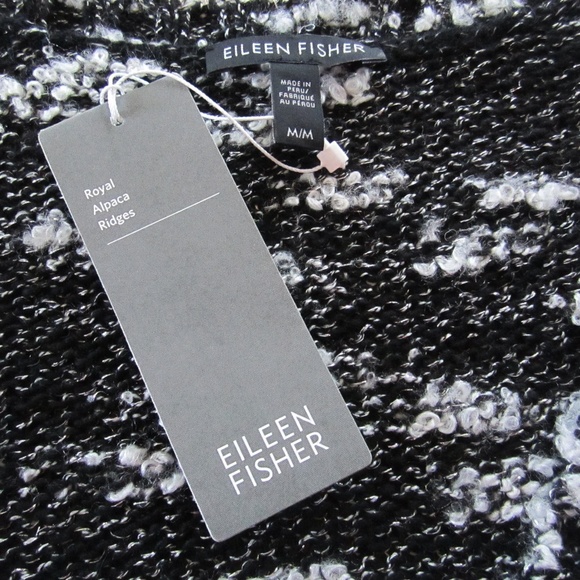 EILEEN FISHER
MADE IN
PERU/
FABRIQUÉ
AU PÉROU
M/M
Royal
Alpaca
Ridges
EILEEN
FISHER